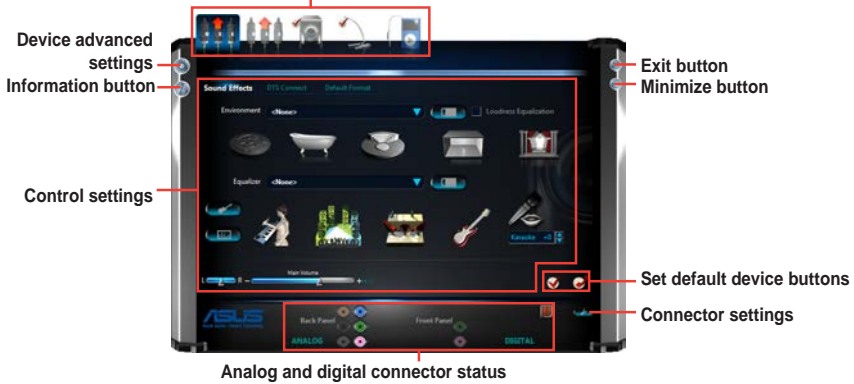 Device advanced
settings
Information button
Exit button
Minimize button
Sound Effects
DTS Connect
Default Format
Environment
<None>
Loudness Equalization
Control settings
Equalizer
<None>
Karaoke
+0
L
R
Main Volume
Set default device buttons
Connector settings
ASUS
Back Panel
Front Panel
ANALOG
DIGITAL
Analog and digital connector status